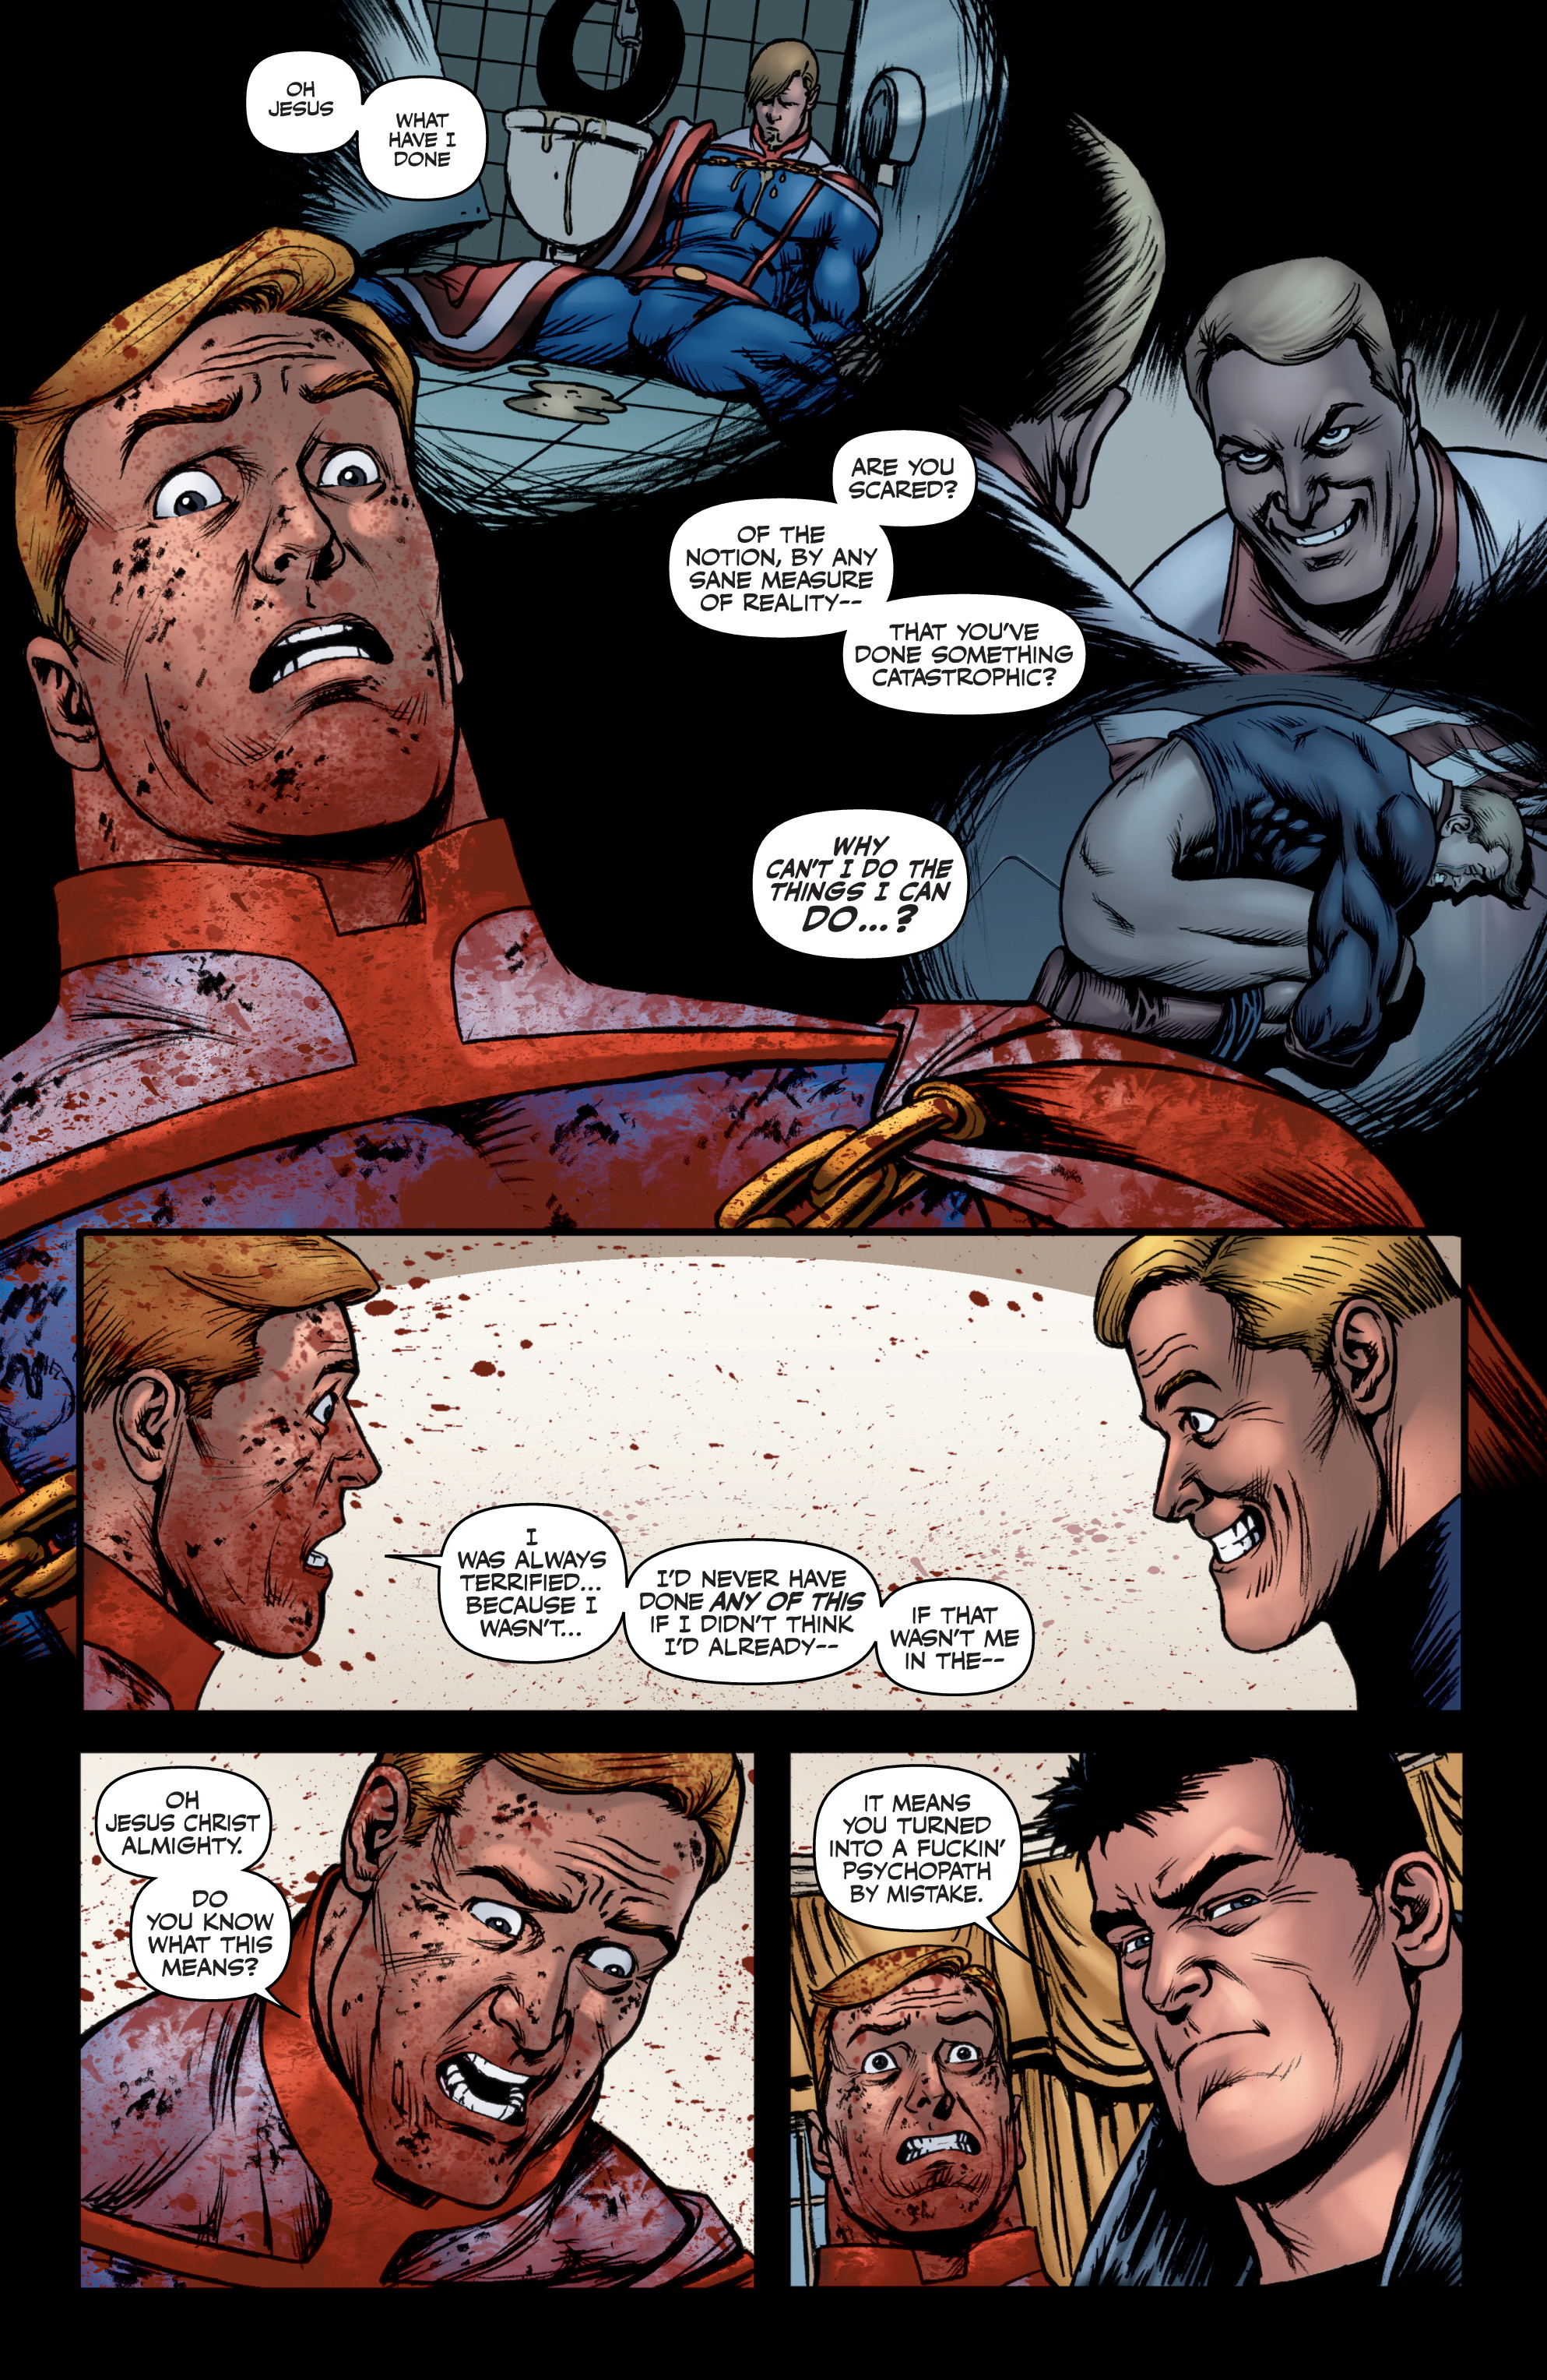 OH
JESUS
WHAT
HAVE I
DONE
ARE YOU
SCARED?
OF THE
NOTION, BY ANY
SANE MEASURE
OF REALITY--
THAT YOU'VE
DONE SOMETHING
CATASTROPHIC?
WHY
CAN'T I DO THE
THINGS I CAN
DO...?
I
WAS ALWAYS
TERRIFIED...
BECAUSE I
WASN'T...
I'D NEVER HAVE
DONE ANY OF THIS
IF I DIDN'T THINK
I'D ALREADY--
IF THAT
WASN'T ME
IN THE--
OH
JESUS CHRIST
ALMIGHTY.
DO
YOU KNOW
WHAT THIS
MEANS?
IT MEANS
YOU TURNED
INTO A FUCKIN'
PSYCHOPATH
BY MISTAKE.